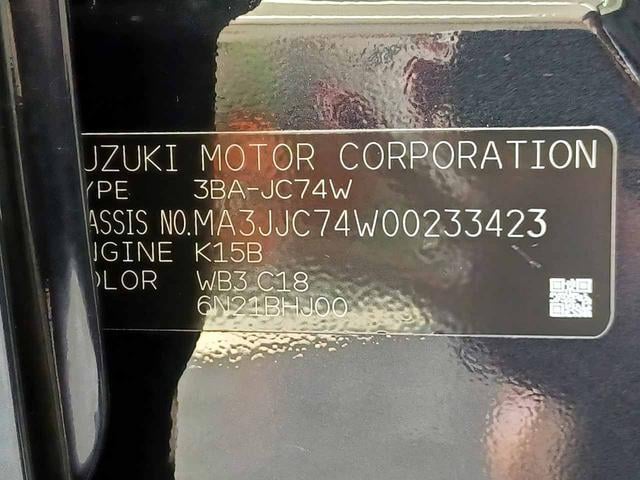 UZUKI MOTOR CORPORATION
YPE 3BA-JC74W
ASSIS NO. MA3JJC74W00233423
NGINE K15B
OLOR WB3 C18
6N21BHJ00